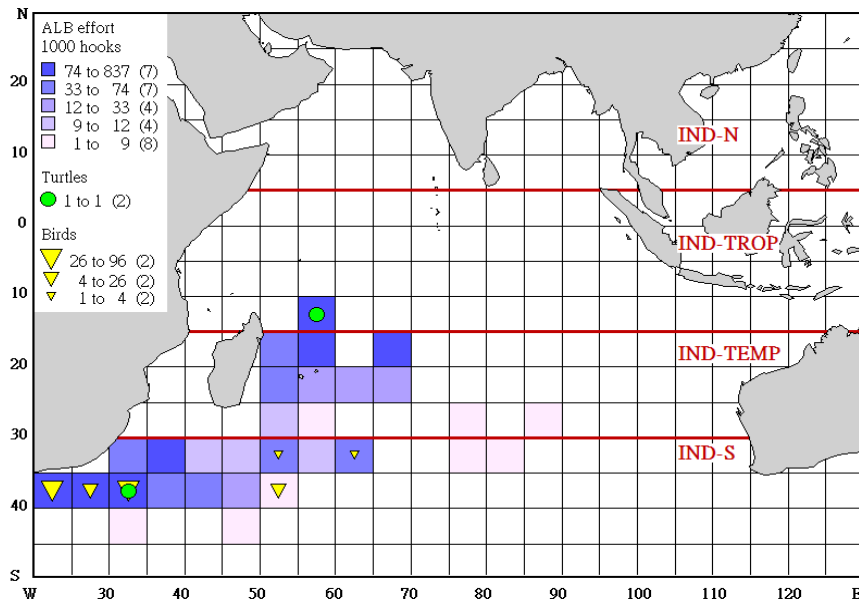 N
ALB effort
1000 hooks
74 to 837 (7)
33 to 74 (7)
12 to 33 (4)
9 to 12 (4)
1 to 9 (8)
Turtles
1 to 1 (2)
Birds
26 to 96 (2)
4 to 26 (2)
1 to 4 (2)
20
10
0
10
20
30
40
S
IND-N
IND-TROP
IND-TEMP
IND-S
W 30 40 50 60 70 80 90 100 110 120 E